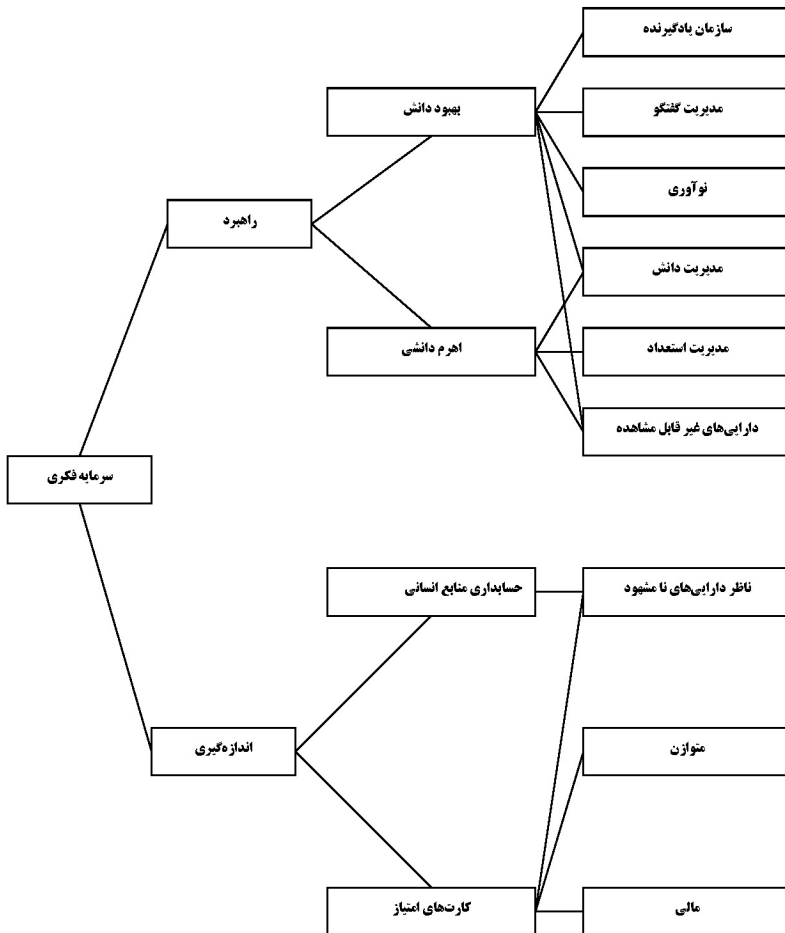 سازمان یادگیرنده
بهبود دانش
مدیریت گفتگو
نوآوری
راهبرد
مدیریت دانش
اهرم دانشی
مدیریت استعداد
دارایی‌های غیر قابل مشاهده
سرمایه فکری
حسابداری منابع انسانی
ناظر دارایی‌های نا مشهود
اندازه‌گیری
متوازن
کارت‌های امتیاز
مالی